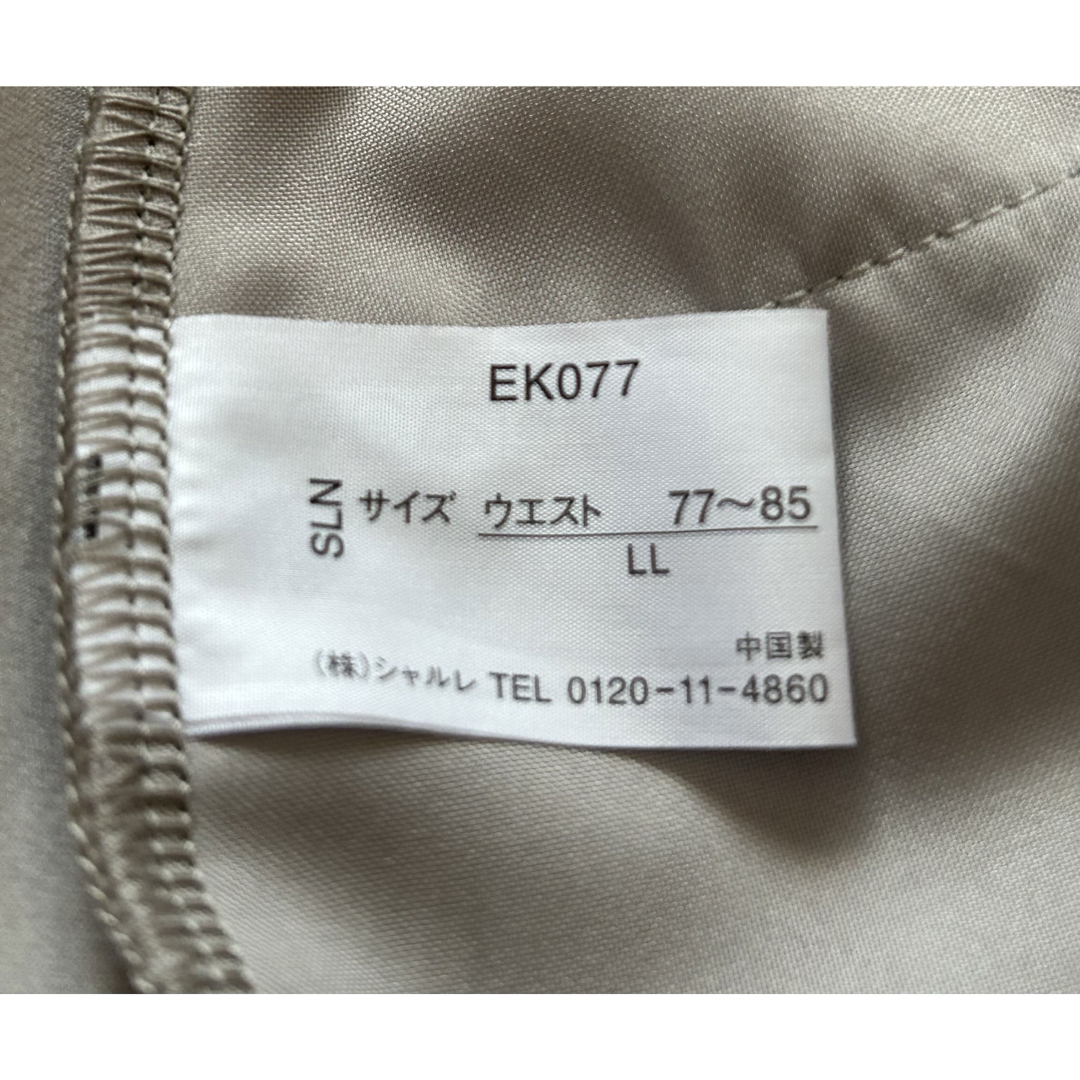 EK077
SLN
サイズ ウエスト 77〜85
LL
中国製
(株)シャルレ TEL 0120-11-4860